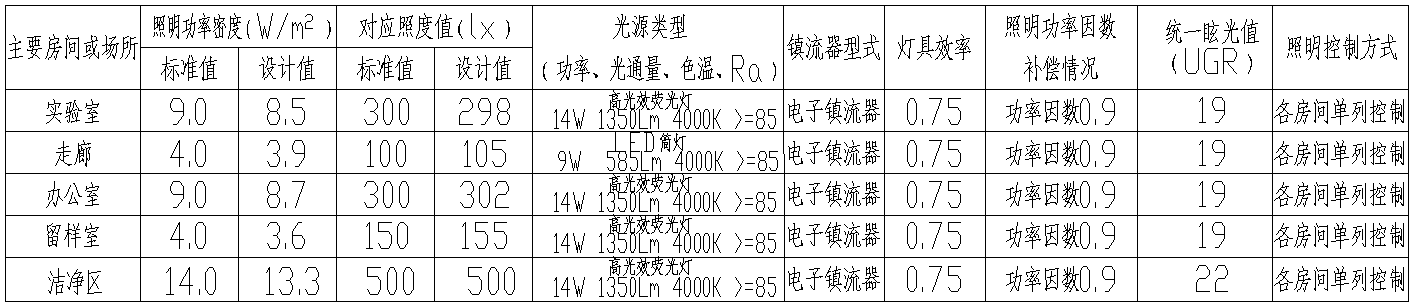 主要房间或场所 照明功率密度(W/m²) 对应照度值(lx) 光源类型 (功率、光通量、色温、Ra) 镇流器型式 灯具效率 照明功率因数补偿情况 统一眩光值(UGR) 照明控制方式
标准值 设计值 标准值 设计值
实验室 9.0 8.5 300 298 高光效荧光灯 14W 1350Lm 4000K >=85 电子镇流器 0.75 功率因数0.9 19 各房间单列控制
走廊 4.0 3.9 100 105 LED筒灯 9W 585Lm 4000K >=85 电子镇流器 0.75 功率因数0.9 19 各房间单列控制
办公室 9.0 8.7 300 302 高光效荧光灯 14W 1350Lm 4000K >=85 电子镇流器 0.75 功率因数0.9 19 各房间单列控制
留样室 4.0 3.6 150 155 高光效荧光灯 14W 1350Lm 4000K >=85 电子镇流器 0.75 功率因数0.9 19 各房间单列控制
洁净区 14.0 13.3 500 500 高光效荧光灯 14W 1350Lm 4000K >=85 电子镇流器 0.75 功率因数0.9 22 各房间单列控制